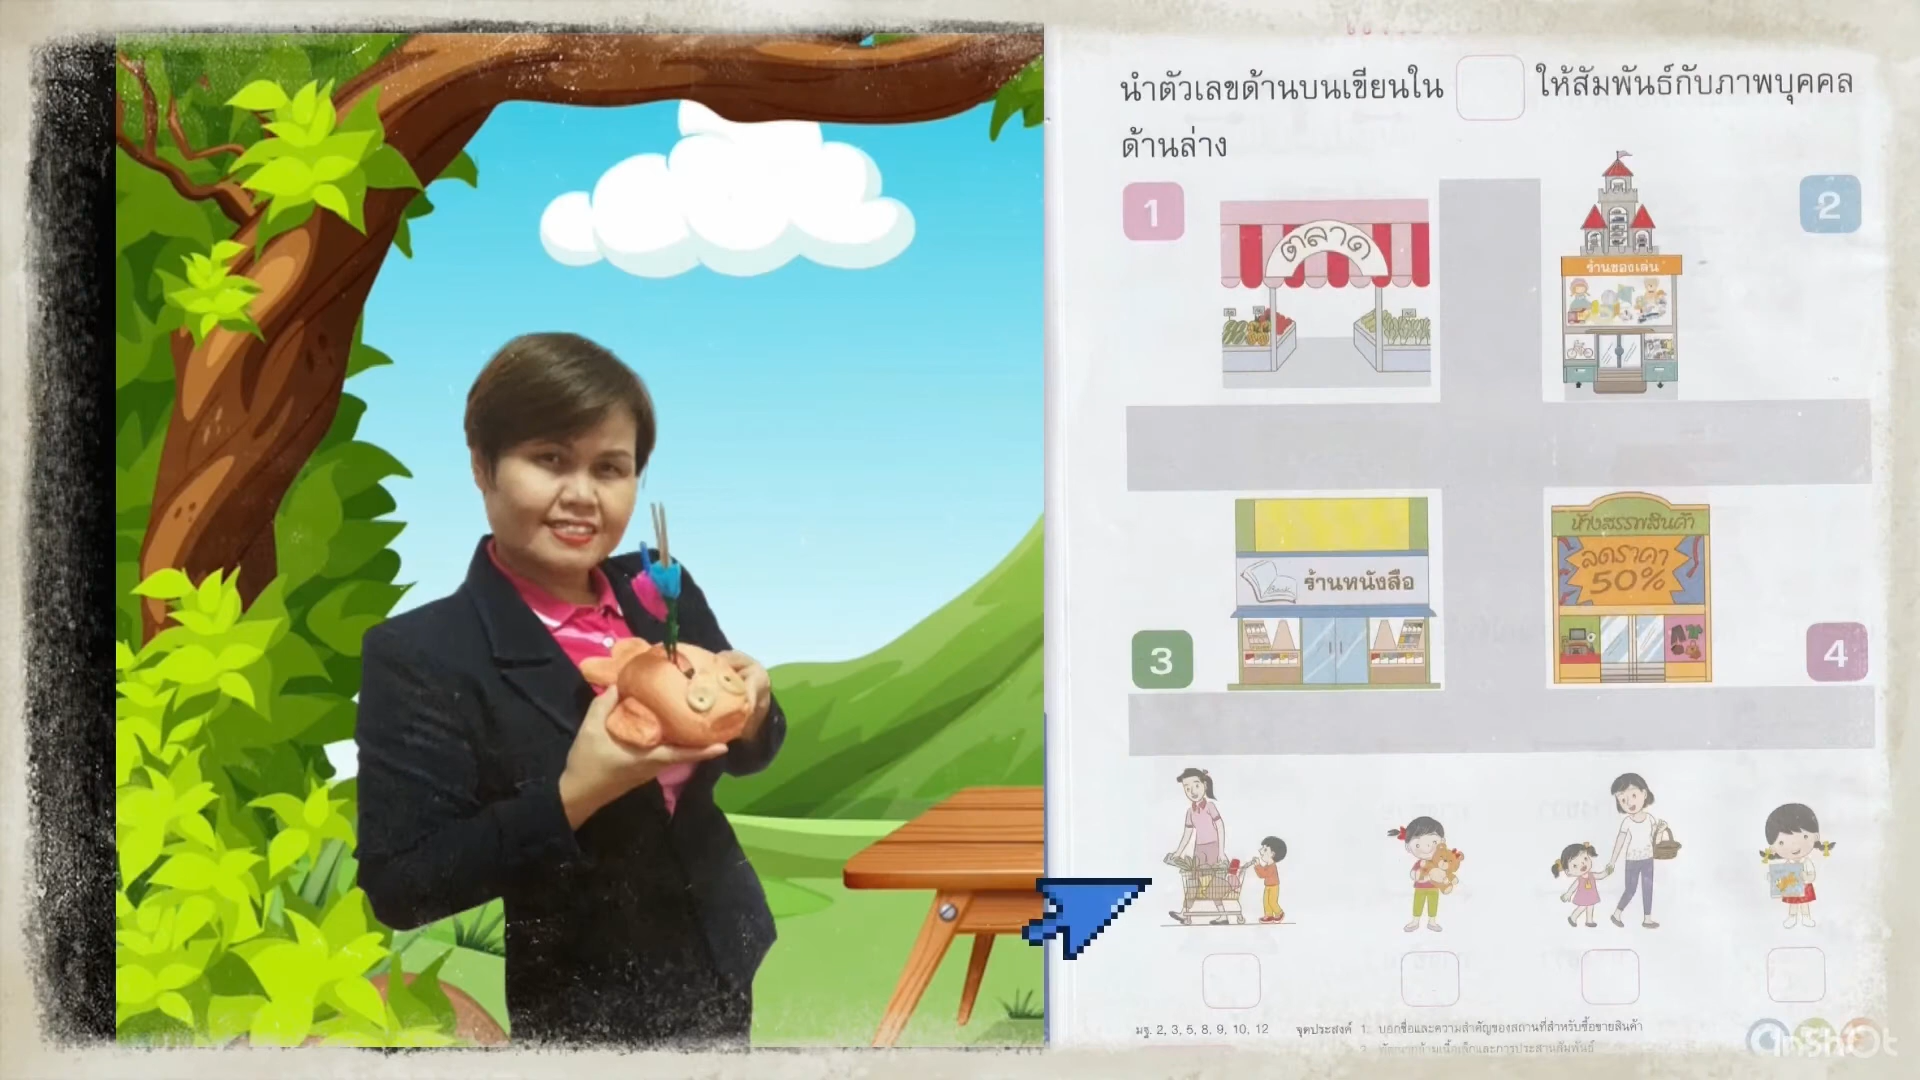 นำตัวเลขด้านบนเขียนใน ให้สัมพันธ์กับภาพบุคคล
ด้านล่าง
1
ตลาด
2
ร้านของเล่น
3
ร้านหนังสือ
ห้างสรรพสินค้า
ลดราคา
50%
4
มฐ. 2, 3, 5, 8, 9, 10, 12 จุดประสงค์ 1. บอกชื่อและความสำคัญของสถานที่สำหรับซื้อขายสินค้า
InShOt